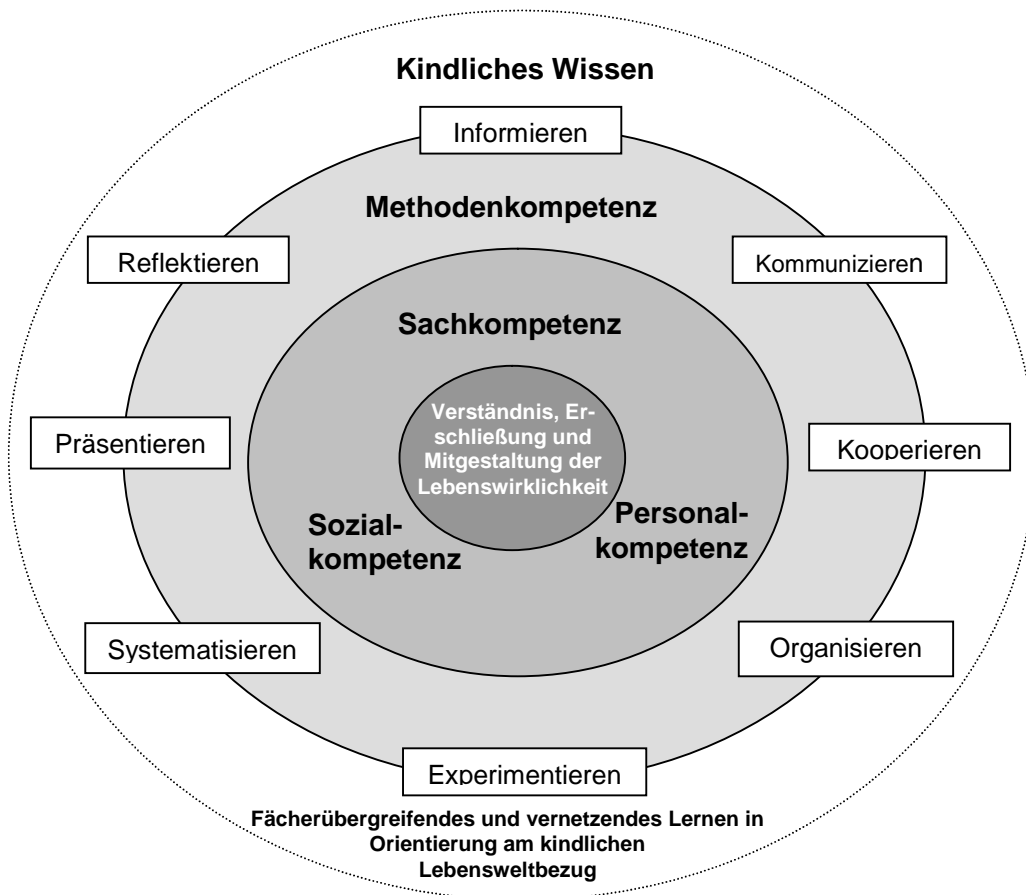 Kindliches Wissen
Informieren
Methodenkompetenz
Reflektieren
Kommunizieren
Sachkompetenz
Verständnis, Er-
schließung und
Mitgestaltung der
Lebenswirklichkeit
Präsentieren
Kooperieren
Sozial-
kompetenz
Personal-
kompetenz
Systematisieren
Organisieren
Experimentieren
Fächerübergreifendes und vernetzendes Lernen in
Orientierung am kindlichen
Lebensweltbezug